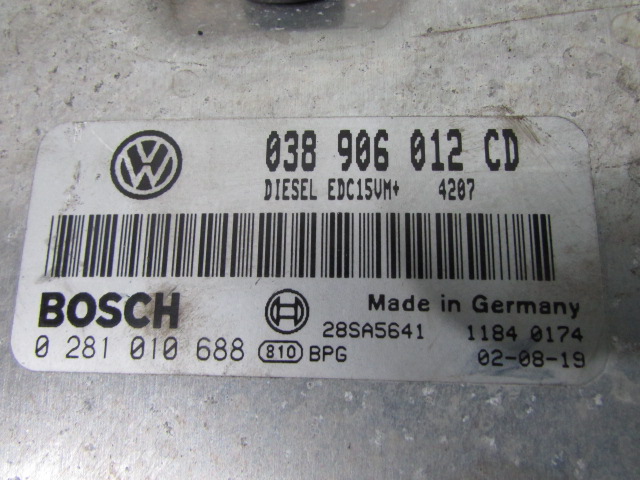 038 906 012 CD
DIESEL EDC15VM+ 4207
BOSCH
Made in Germany
28SA5641 1184 0174
0 281 010 688 810 BPG 02-08-19